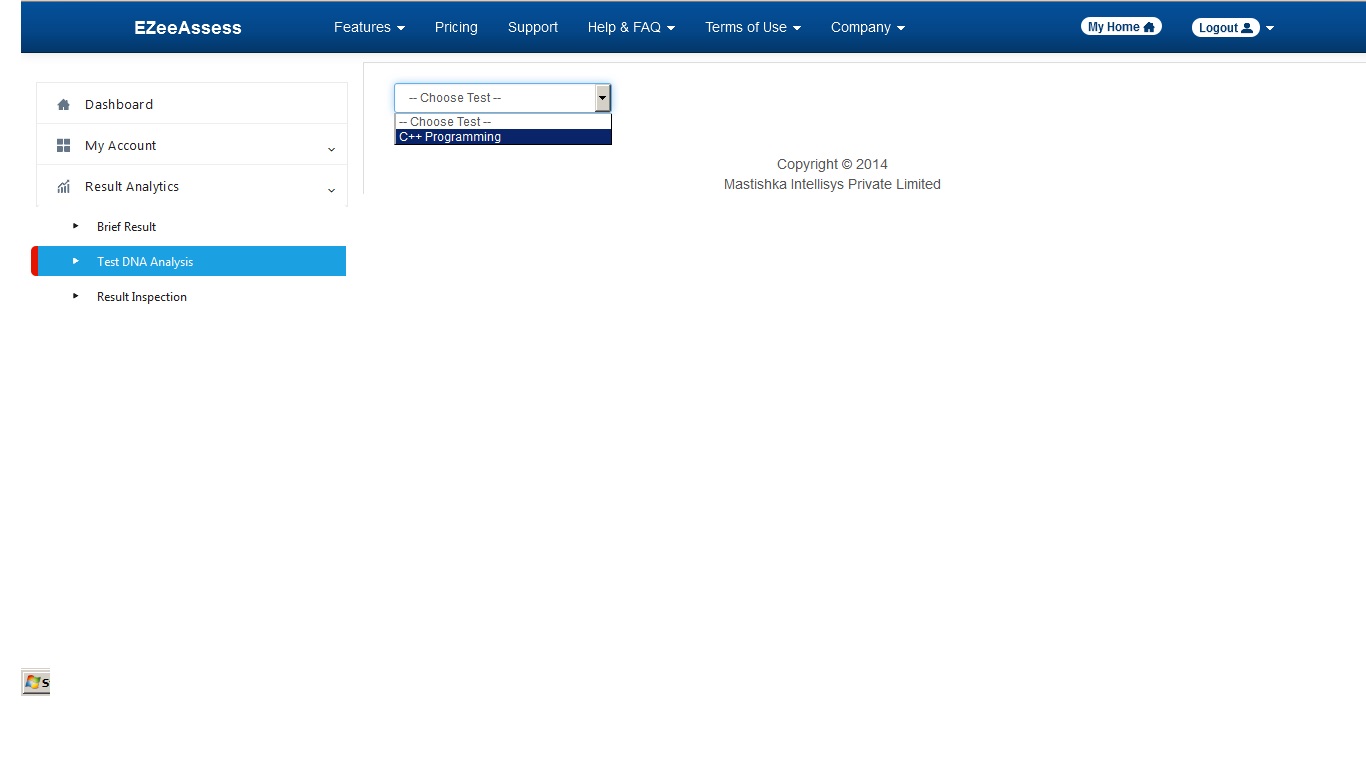 EZeeAssess Features Pricing Support Help & FAQ Terms of Use Company My Home Logout
Dashboard
My Account
Result Analytics
Brief Result
Test DNA Analysis
Result Inspection
-- Choose Test --
-- Choose Test --
C++ Programming
Copyright © 2014
Mastishka Intellisys Private Limited
S